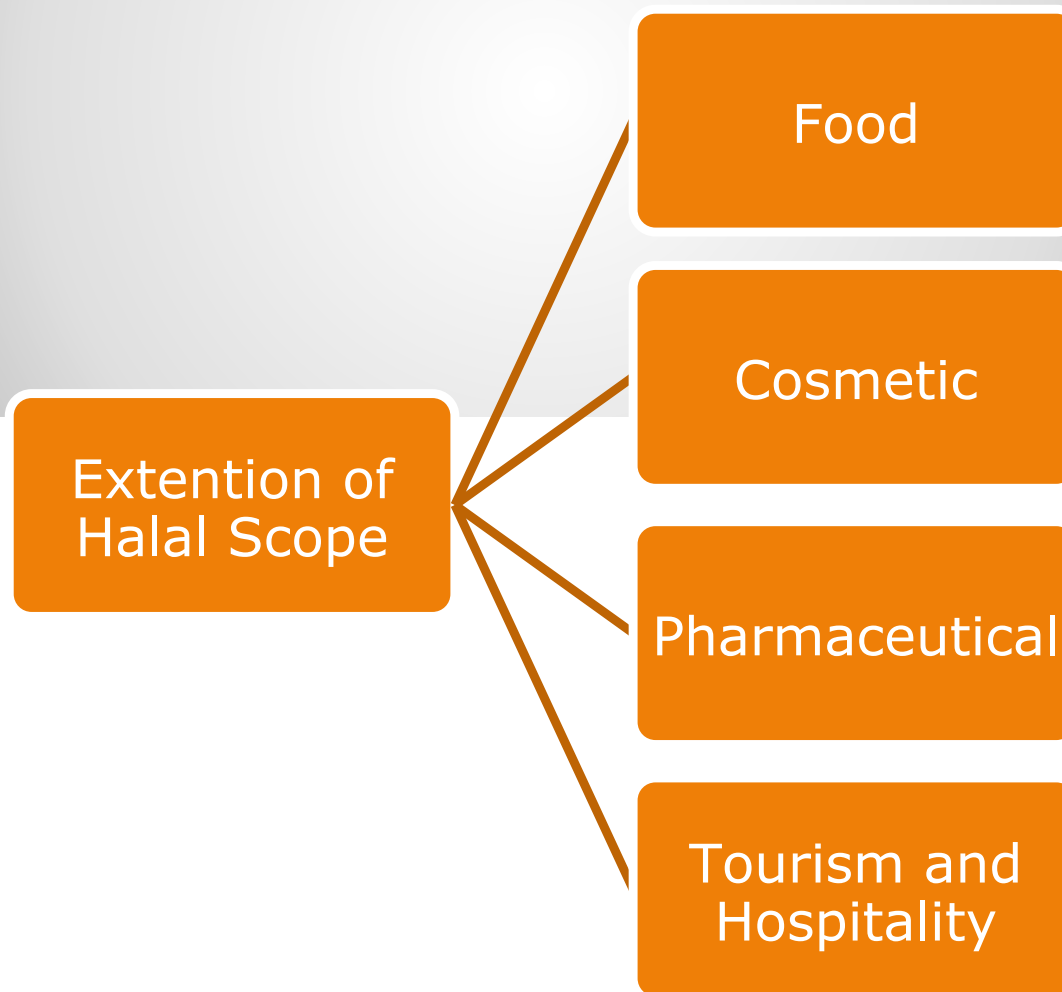 Extention of
Halal Scope
Food
Cosmetic
Pharmaceutical
Tourism and
Hospitality